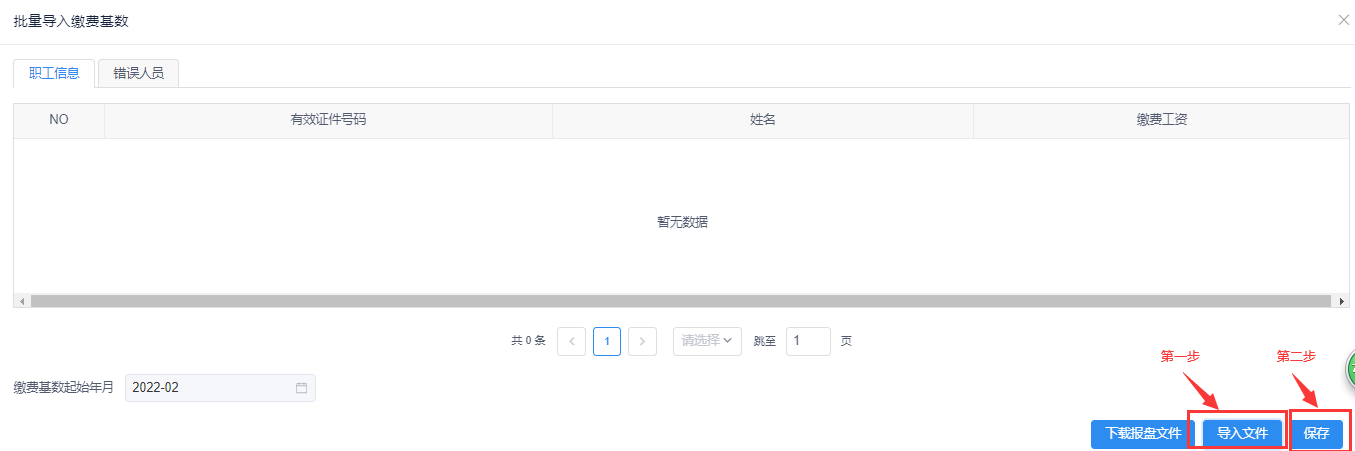 批量导入缴费基数
职工信息 错误人员
NO 有效证件号码 姓名 缴费工资
暂无数据
共 0 条 1 请选择 跳至 1 页
第一步 第二步
缴费基数起始年月 2022-02
下载报盘文件 导入文件 保存